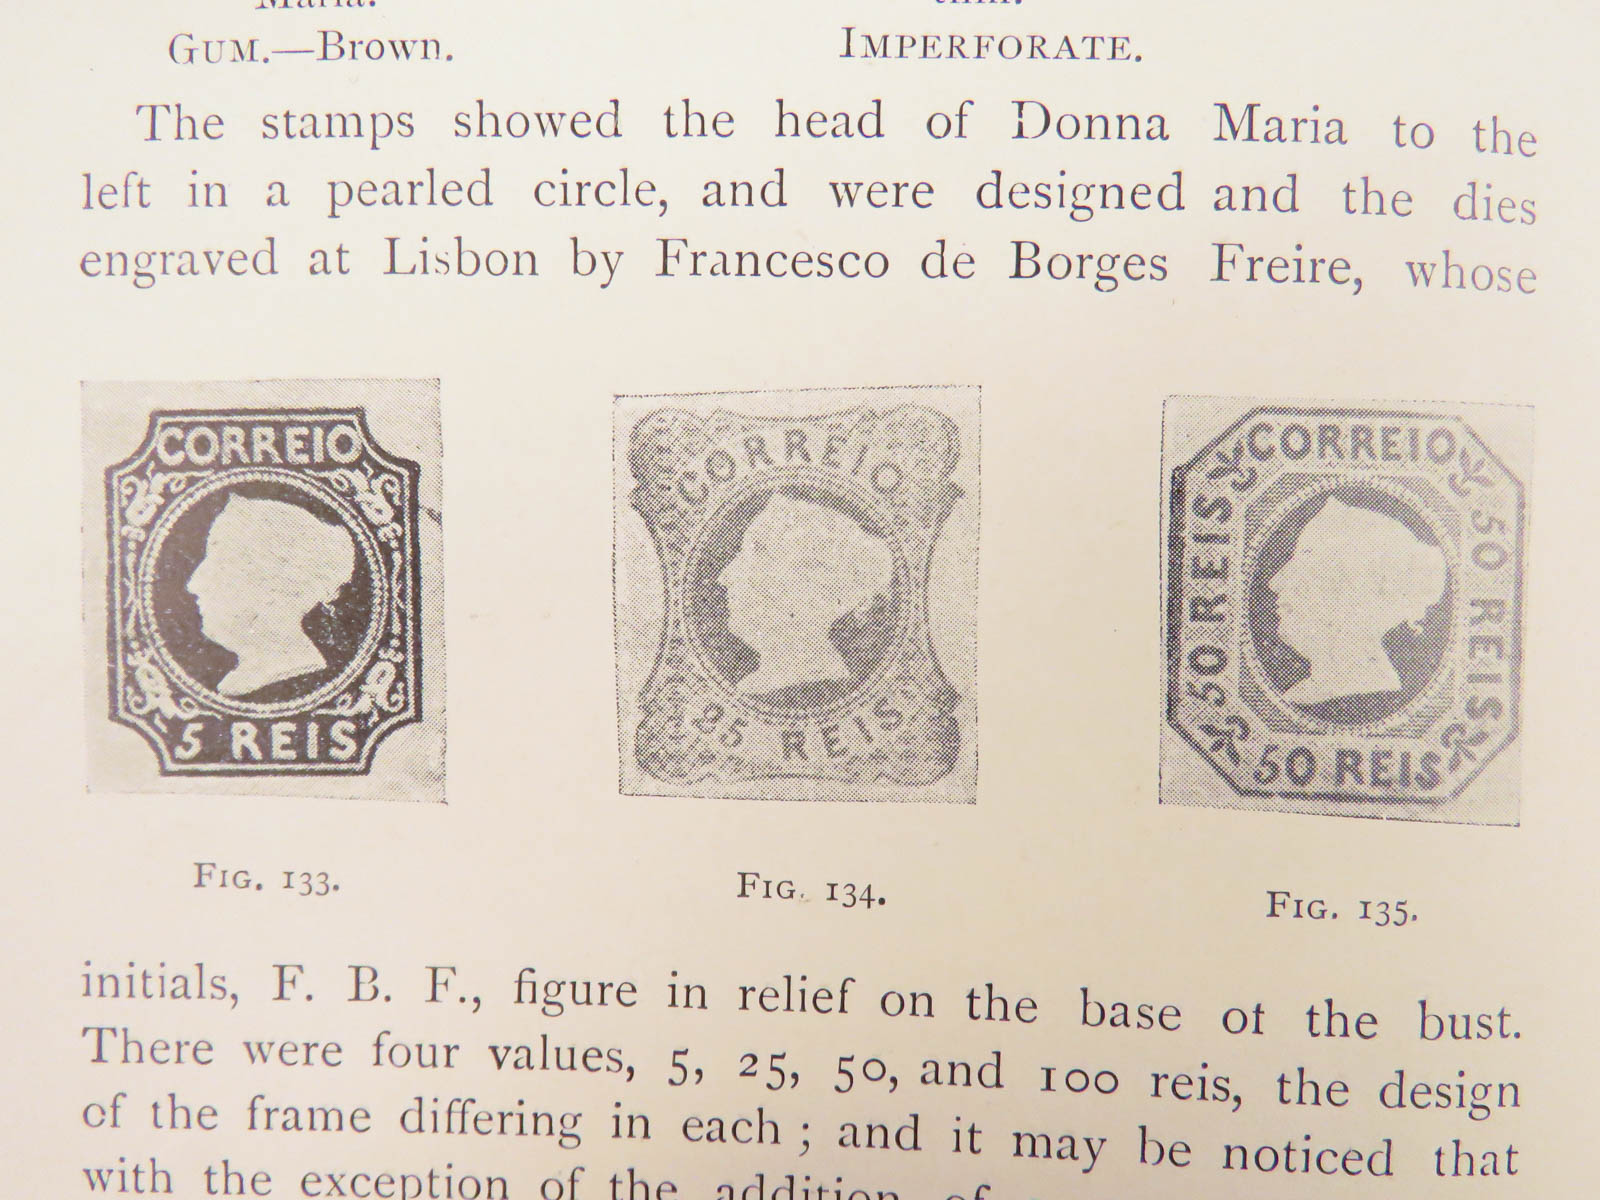 GUM.—Brown.
IMPERFORATE.
The stamps showed the head of Donna Maria to the
left in a pearled circle, and were designed and the dies
engraved at Lisbon by Francesco de Borges Freire, whose
CORREIO
5 REIS
CORREIO
25 REIS
CORREIO
50 REIS
50 REIS
50 REIS
FIG. 133.
FIG. 134.
FIG. 135.
initials, F. B. F., figure in relief on the base of the bust.
There were four values, 5, 25, 50, and 100 reis, the design
of the frame differing in each; and it may be noticed that
with the exception of the addition of